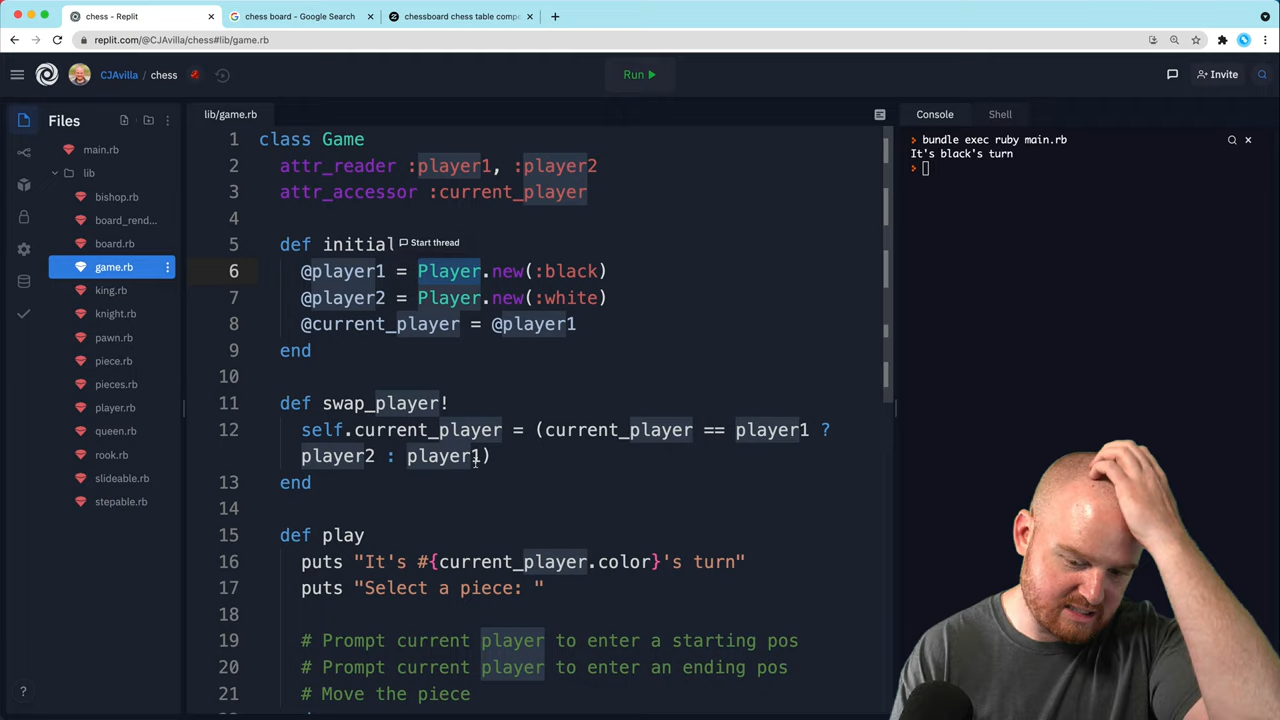 chess - Replit
chess board - Google Search
chessboard chess table compe
replit.com/@CJAvilla/chess#lib/game.rb
CJAvilla / chess
Run
Invite
Files
main.rb
lib
bishop.rb
board_rend...
board.rb
game.rb
king.rb
knight.rb
pawn.rb
piece.rb
pieces.rb
player.rb
queen.rb
rook.rb
slideable.rb
stepable.rb
lib/game.rb
1 class Game
2 attr_reader :player1, :player2
3 attr_accessor :current_player
4
5 def initial
Start thread
6 @player1 = Player.new(:black)
7 @player2 = Player.new(:white)
8 @current_player = @player1
9 end
10
11 def swap_player!
12 self.current_player = (current_player == player1 ?
player2 : player1)
13 end
14
15 def play
16 puts "It's #{current_player.color}'s turn"
17 puts "Select a piece: "
18
19 # Prompt current player to enter a starting pos
20 # Prompt current player to enter an ending pos
21 # Move the piece
Console
Shell
bundle exec ruby main.rb
It's black's turn